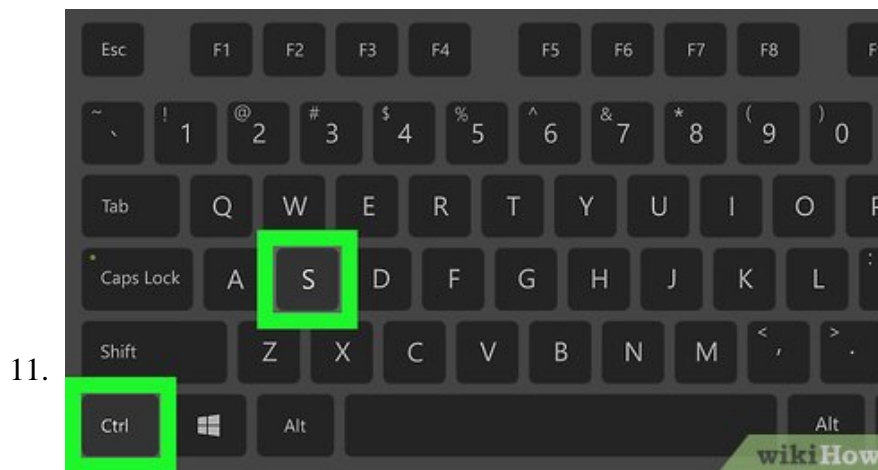 Esc F1 F2 F3 F4 F5 F6 F7 F8
~ ` ! 1 @ 2 # 3 $ 4 % 5 ^ 6 & 7 * 8 ( 9 ) 0
Tab Q W E R T Y U I O
Caps Lock A S D F G H J K L :
Shift Z X C V B N M < , > .
11.
Ctrl Alt Alt
wikiHow